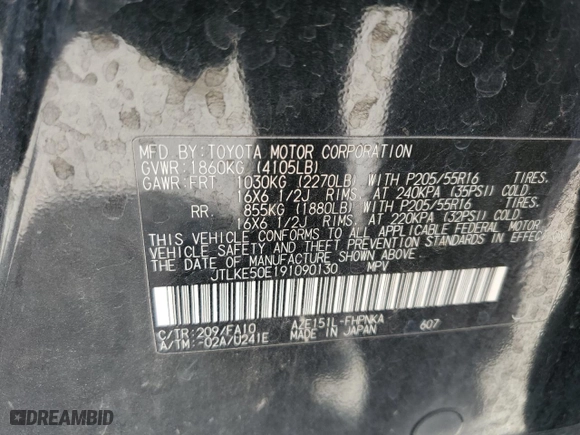 MFD BY:TOYOTA MOTOR CORPORATION
GVWR:1860KG (4105LB)
GAWR:FRT 1030KG (2270LB) WITH P205/55R16 TIRES.
16X6 1/2J RIMS, AT 240KPA (35PSI) COLD.
RR. 855KG (1880LB) WITH P205/55R16 TIRES.
16X6 1/2J RIMS, AT 220KPA (32PSI) COLD.
THIS VEHICLE CONFORMS TO ALL APPLICABLE FEDERAL MOTOR
VEHICLE SAFETY AND THEFT PREVENTION STANDARDS IN EFFECT ON
THE DATE OF MANUFACTURE SHOWN ABOVE.
JTLKE50E191090130 MPV
C/TR:209/FA10 AZE151L-FHPNKA
A/TM:-02A/U241E MADE IN JAPAN 607
DREAMBID